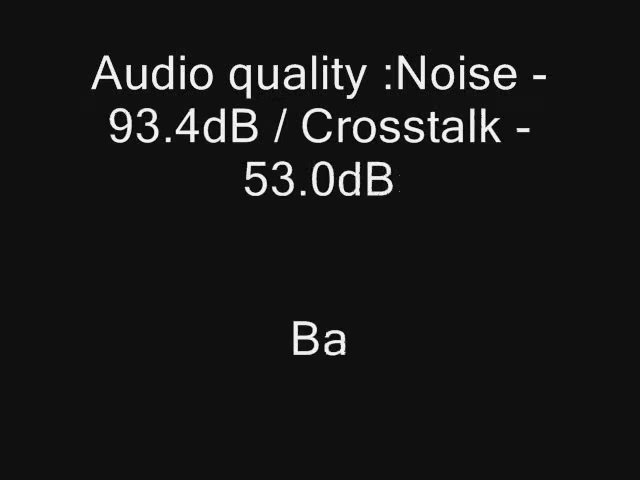 Audio quality :Noise -
93.4dB / Crosstalk -
53.0dB
Ba